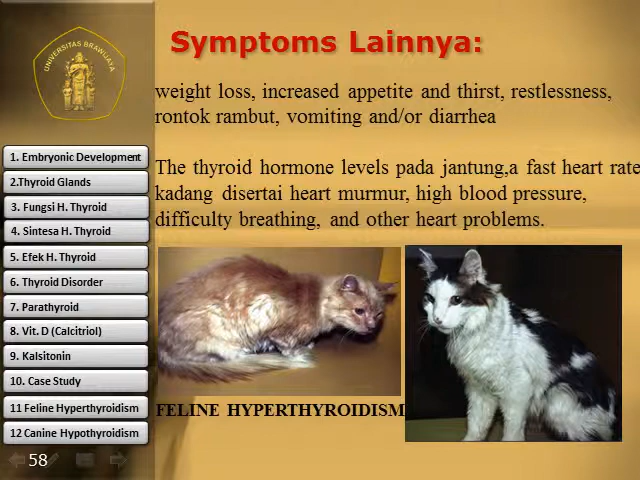 Symptoms Lainnya:
UNIVERSITAS BRAWIJAYA
weight loss, increased appetite and thirst, restlessness,
rontok rambut, vomiting and/or diarrhea
The thyroid hormone levels pada jantung,a fast heart rate
kadang disertai heart murmur, high blood pressure,
difficulty breathing, and other heart problems.
1. Embryonic Development
2.Thyroid Glands
3. Fungsi H. Thyroid
4. Sintesa H. Thyroid
5. Efek H. Thyroid
6. Thyroid Disorder
7. Parathyroid
8. Vit. D (Calcitriol)
9. Kalsitonin
10. Case Study
11 Feline Hyperthyroidism
12 Canine Hypothyroidism
FELINE HYPERTHYROIDISM
58